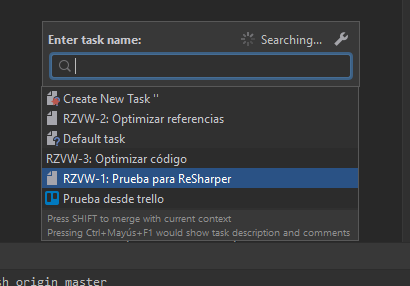 Enter task name:
Searching...
Create New Task ''
RZVW-2: Optimizar referencias
Default task
RZVW-3: Optimizar código
RZVW-1: Prueba para ReSharper
Prueba desde trello
Press SHIFT to merge with current context
Pressing Ctrl+Mayús+F1 would show task description and comments
sh origin master